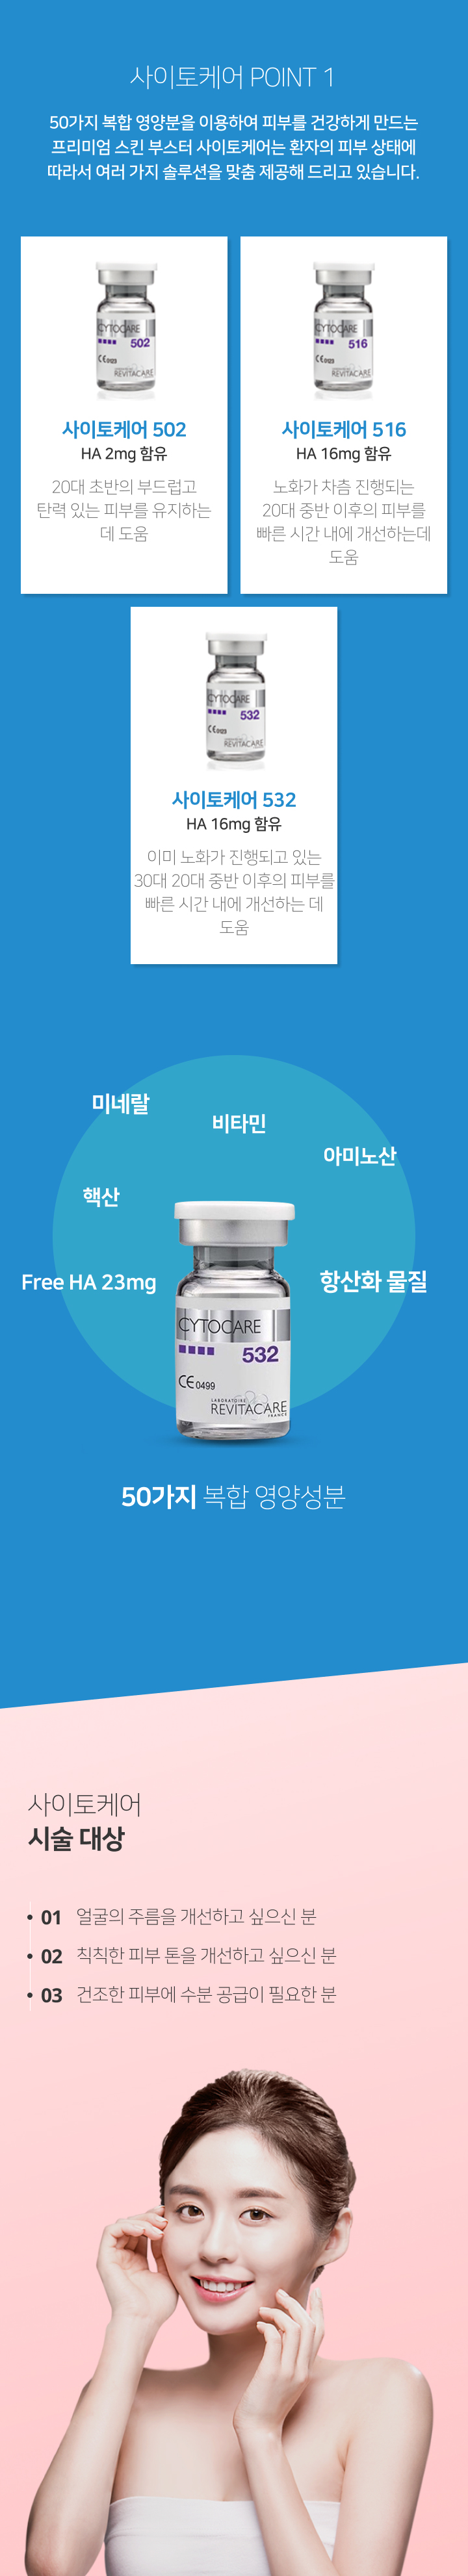 사이토케어 POINT 1
50가지 복합 영양분을 이용하여 피부를 건강하게 만드는
프리미엄 스킨 부스터 사이토케어는 환자의 피부 상태에
따라서 여러 가지 솔루션을 맞춤 제공해 드리고 있습니다.
CYTOCARE
502
CE 0123
REVITACARE
사이토케어 502
HA 2mg 함유
20대 초반의 부드럽고
탄력 있는 피부를 유지하는
데 도움
CYTOCARE
516
CE 0123
REVITACARE
사이토케어 516
HA 16mg 함유
노화가 차츰 진행되는
20대 중반 이후의 피부를
빠른 시간 내에 개선하는데
도움
CYTOCARE
532
CE 0123
REVITACARE
사이토케어 532
HA 16mg 함유
이미 노화가 진행되고 있는
30대 20대 중반 이후의 피부를
빠른 시간 내에 개선하는 데
도움
미네랄
비타민
아미노산
핵산
Free HA 23mg
항산화 물질
CYTOCARE
532
CE 0499
LABORATOIRE
REVITACARE
FRANCE
50가지 복합 영양성분
사이토케어
시술 대상
• 01 얼굴의 주름을 개선하고 싶으신 분
• 02 칙칙한 피부 톤을 개선하고 싶으신 분
• 03 건조한 피부에 수분 공급이 필요한 분